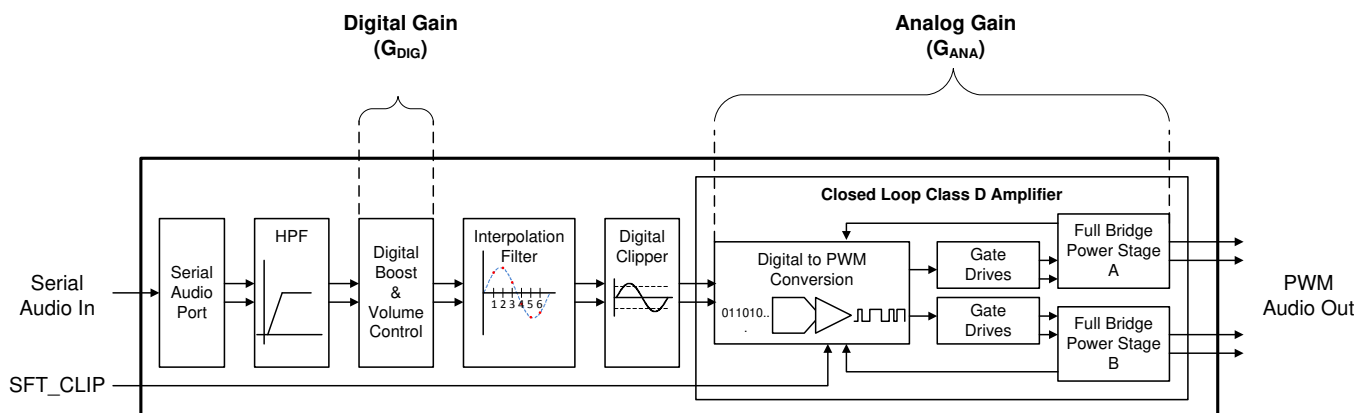 Digital Gain
(GDIG)
Analog Gain
(GANA)
Closed Loop Class D Amplifier
Serial
Audio In
Serial
Audio
Port
HPF
Digital
Boost
&
Volume
Control
Interpolation
Filter
1 2 3 4 5 6
Digital
Clipper
Digital to PWM
Conversion
011010..
.
Gate
Drives
Gate
Drives
Full Bridge
Power Stage
A
Full Bridge
Power Stage
B
PWM
Audio Out
SFT_CLIP